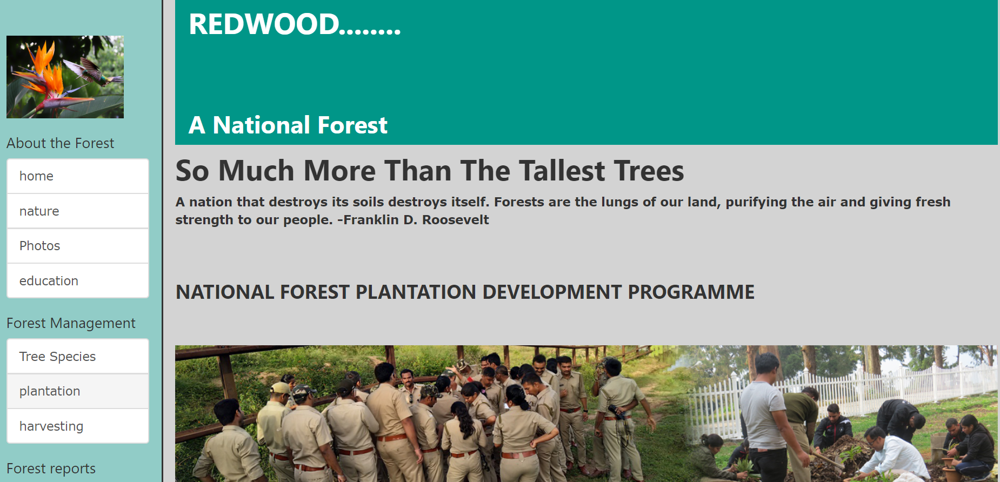 REDWOOD........
A National Forest
About the Forest
home
nature
Photos
education
Forest Management
Tree Species
plantation
harvesting
Forest reports
So Much More Than The Tallest Trees
A nation that destroys its soils destroys itself. Forests are the lungs of our land, purifying the air and giving fresh
strength to our people. -Franklin D. Roosevelt
NATIONAL FOREST PLANTATION DEVELOPMENT PROGRAMME